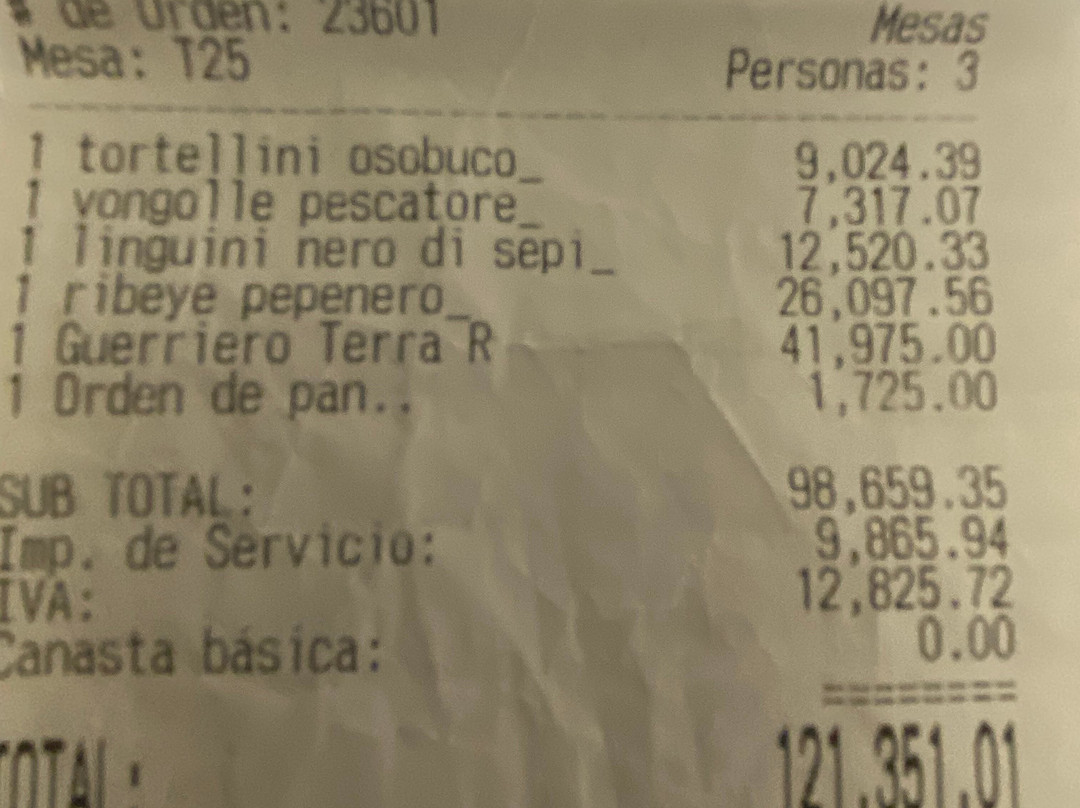 # de Orden: 23601 Mesas
Mesa: T25 Personas: 3
1 tortellini osobuco_ 9,024.39
1 vongolle pescatore_ 7,317.07
1 linguini nero di sepi_ 12,520.33
1 ribeye pepenero_ 26,097.56
1 Guerriero Terra R 41,975.00
1 Orden de pan.. 1,725.00
SUB TOTAL: 98,659.35
Imp. de Servicio: 9,865.94
IVA: 12,825.72
Canasta básica: 0.00
=========
TOTAL: 121,351.01